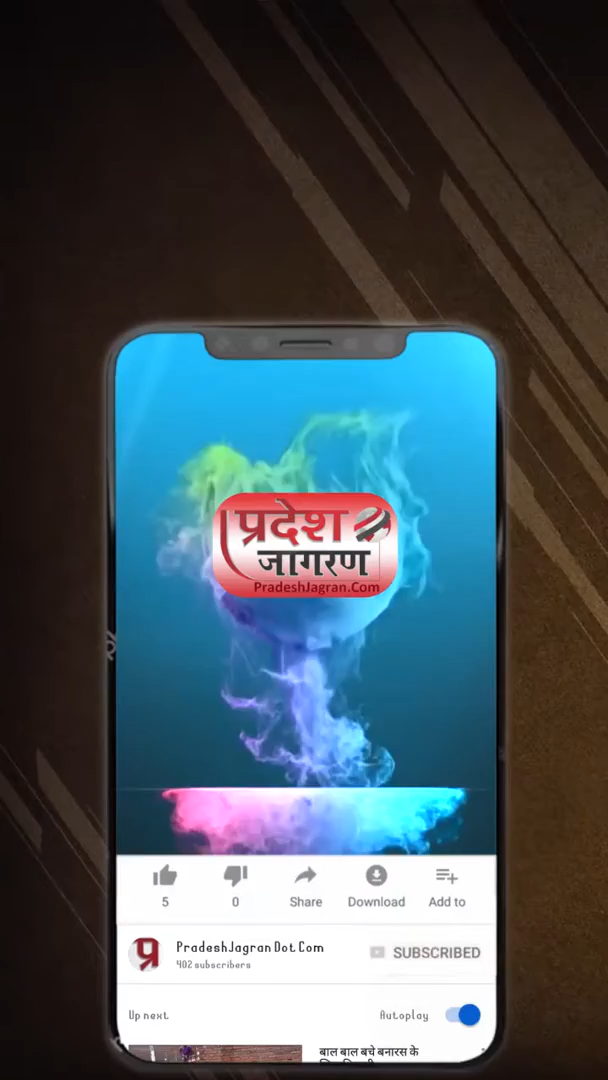 प्रदेश
जागरण
PradeshJagran.Com
5
0
Share
Download
Add to
प्र
PradeshJagran Dot Com
402 subscribers
SUBSCRIBED
Up next
Autoplay
बाल बाल बचे बनारस के